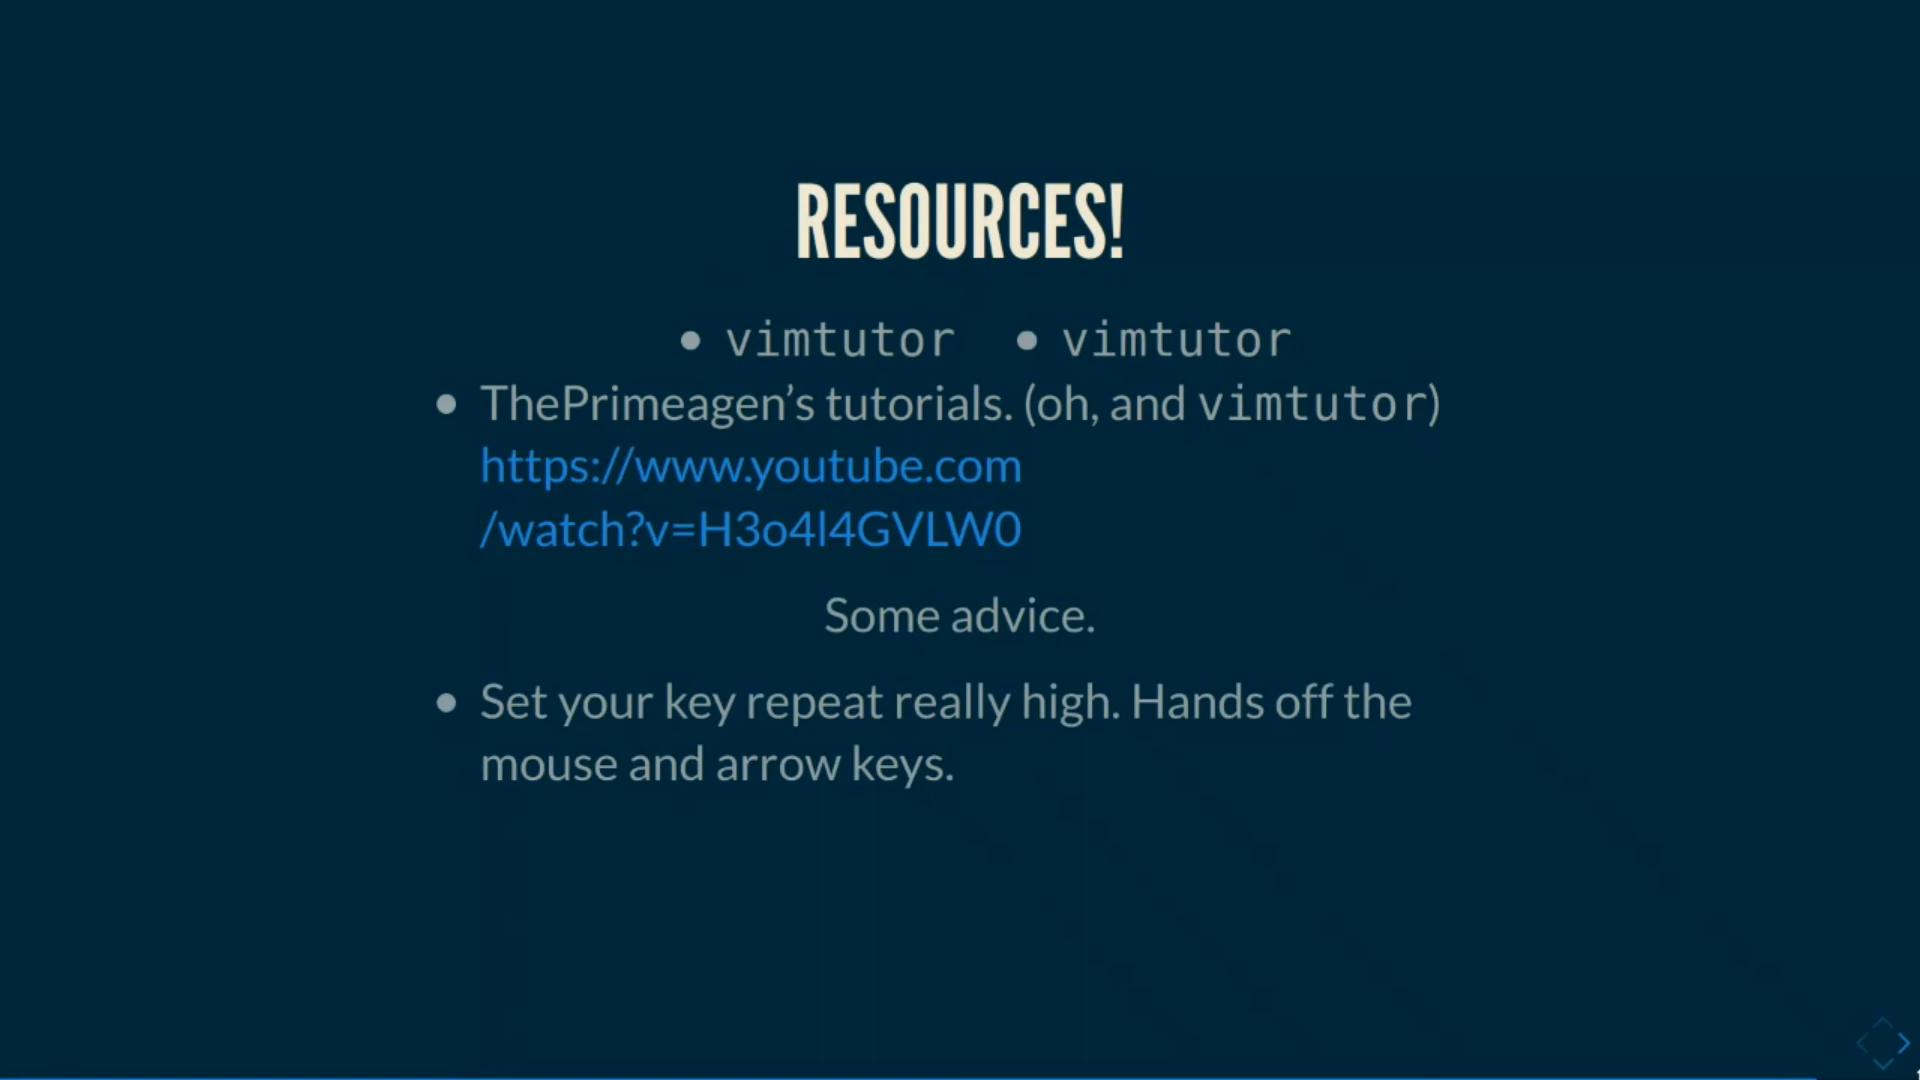 RESOURCES!
• vimtutor • vimtutor
• ThePrimeagen’s tutorials. (oh, and vimtutor)
https://www.youtube.com
/watch?v=H3o4l4GVLW0
Some advice.
• Set your key repeat really high. Hands off the
mouse and arrow keys.